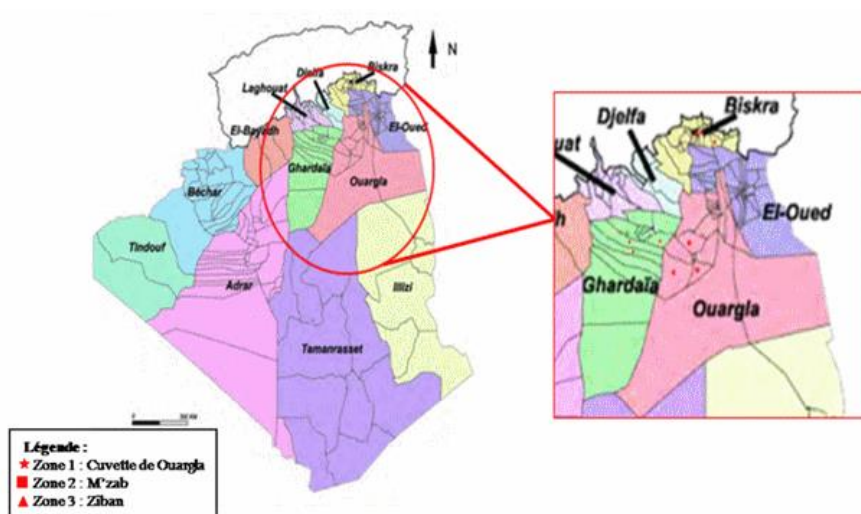 N
Djelfa
Biskra
Laghouat
El-Bayadh
El-Oued
Ghardaïa
Ouargla
Béchar
Tindouf
Adrar
Illizi
Tamanrasset
0
Djelfa
Biskra
uat
El-Oued
h
Ghardaïa
Ouargla
Légende :
Zone 1 : Cuvette de Ouargla
Zone 2 : M'zab
Zone 3 : Ziban